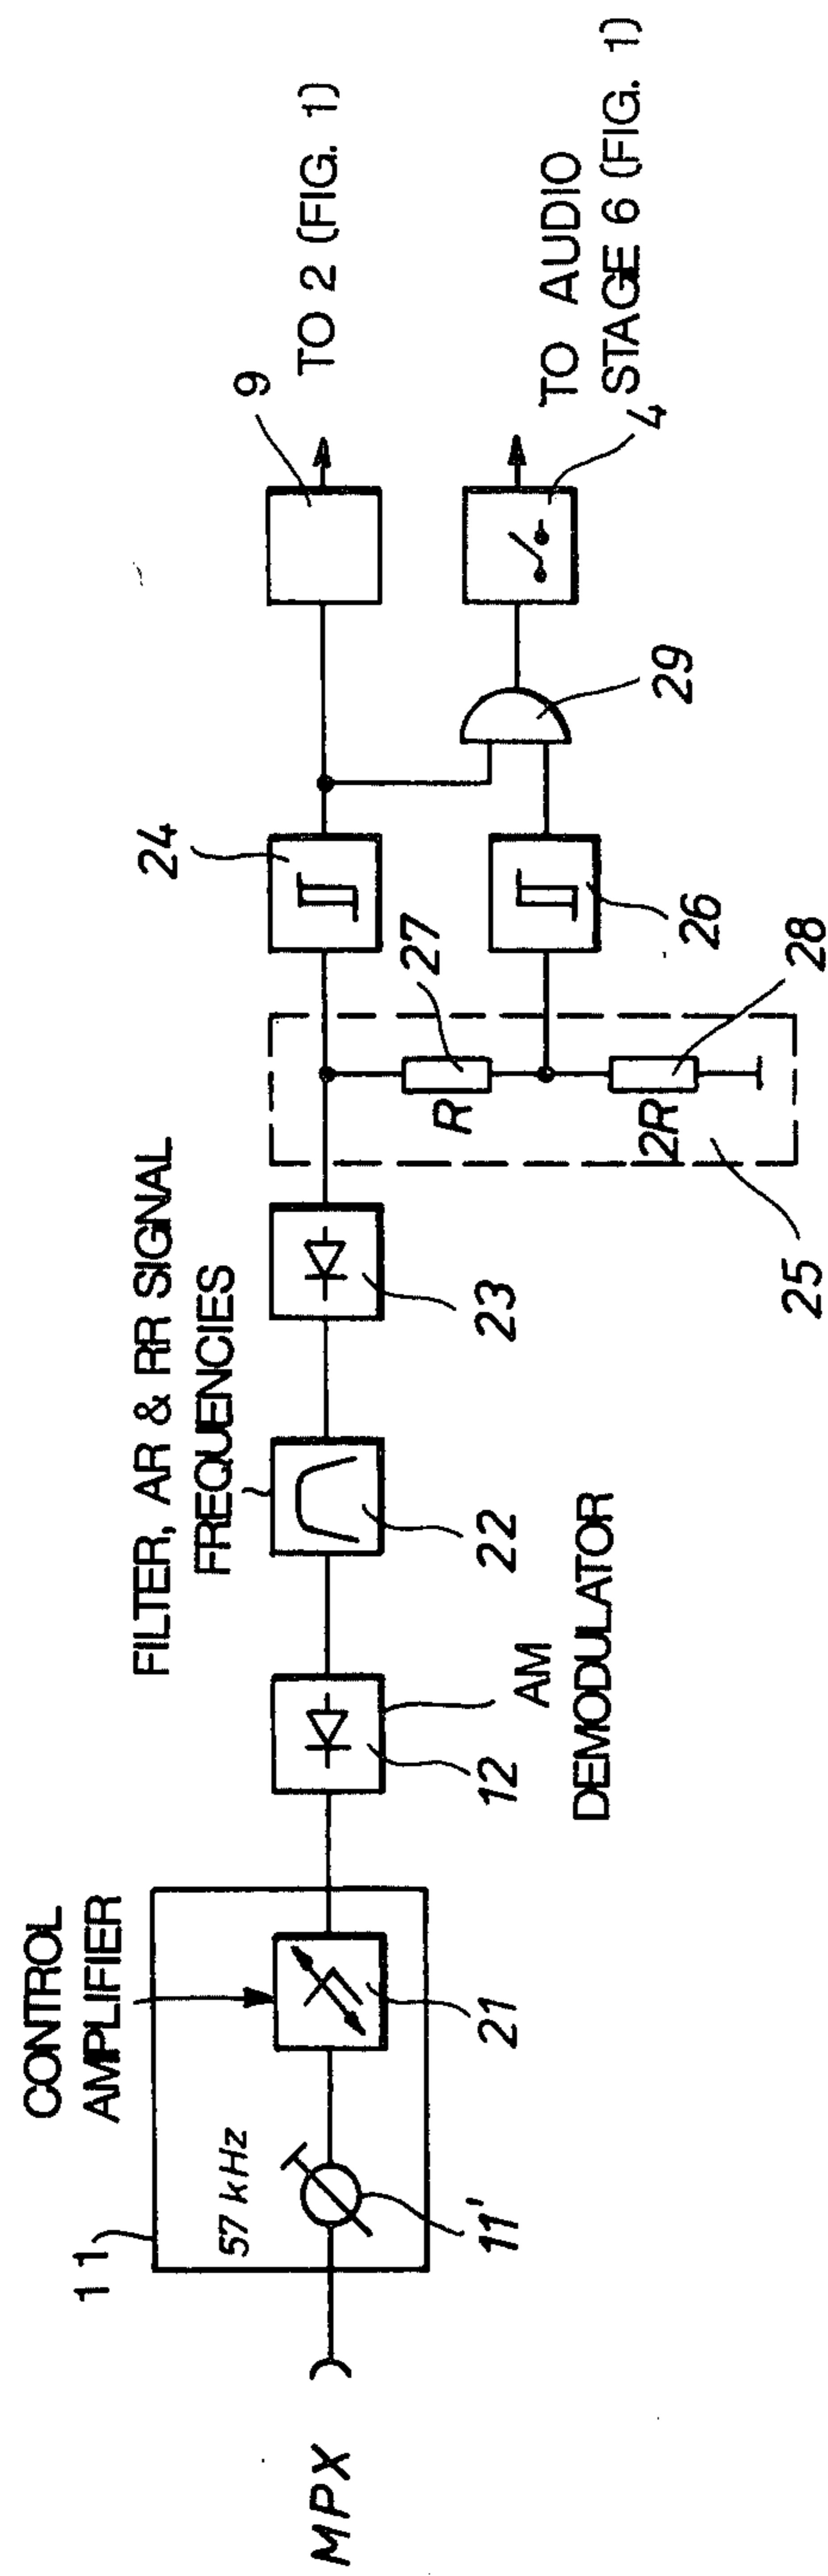 MPX
11
57 kHz
11'
CONTROL
AMPLIFIER
21
12
AM
DEMODULATOR
FILTER, AR & RR SIGNAL
FREQUENCIES
22
23
25
R
27
2R
28
24
26
29
9
TO 2 (FIG. 1)
4
TO AUDIO
STAGE 6 (FIG. 1)